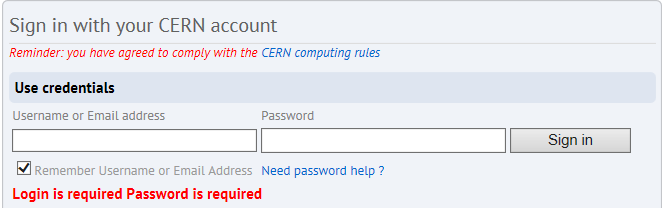 Sign in with your CERN account
Reminder: you have agreed to comply with the CERN computing rules
Use credentials
Username or Email address Password
Sign in
Remember Username or Email Address Need password help ?
Login is required Password is required